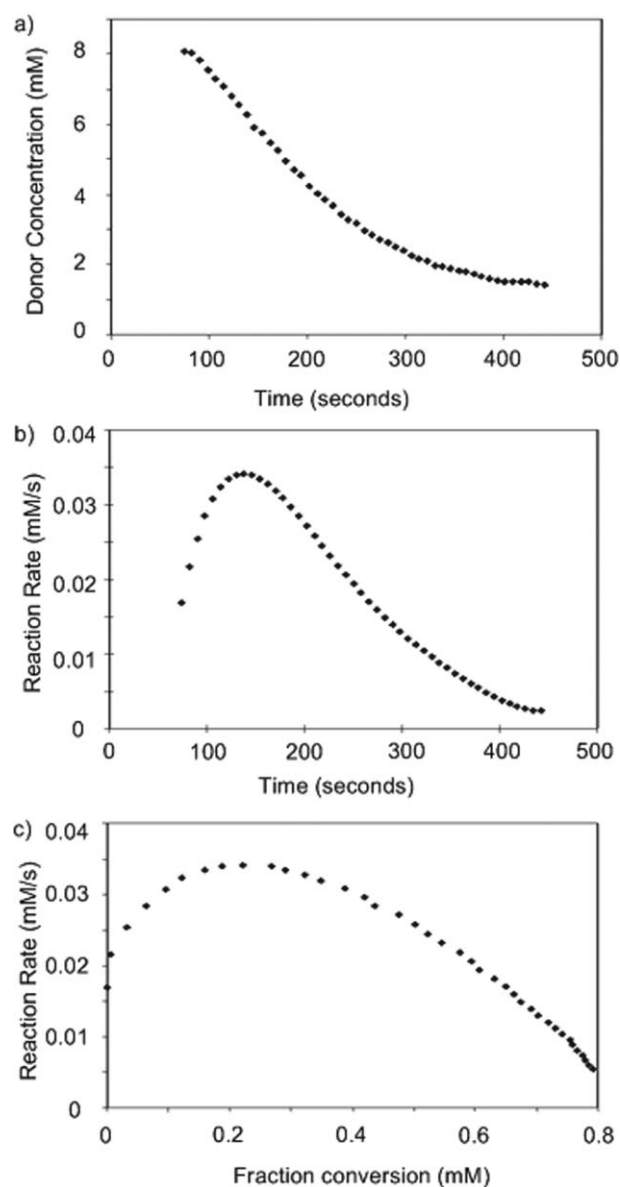 a)
Donor Concentration (mM)
8
6
4
2
0
0 100 200 300 400 500
Time (seconds)
b)
Reaction Rate (mM/s)
0.04
0.03
0.02
0.01
0
0 100 200 300 400 500
Time (seconds)
c)
Reaction Rate (mM/s)
0.04
0.03
0.02
0.01
0
0 0.2 0.4 0.6 0.8
Fraction conversion (mM)